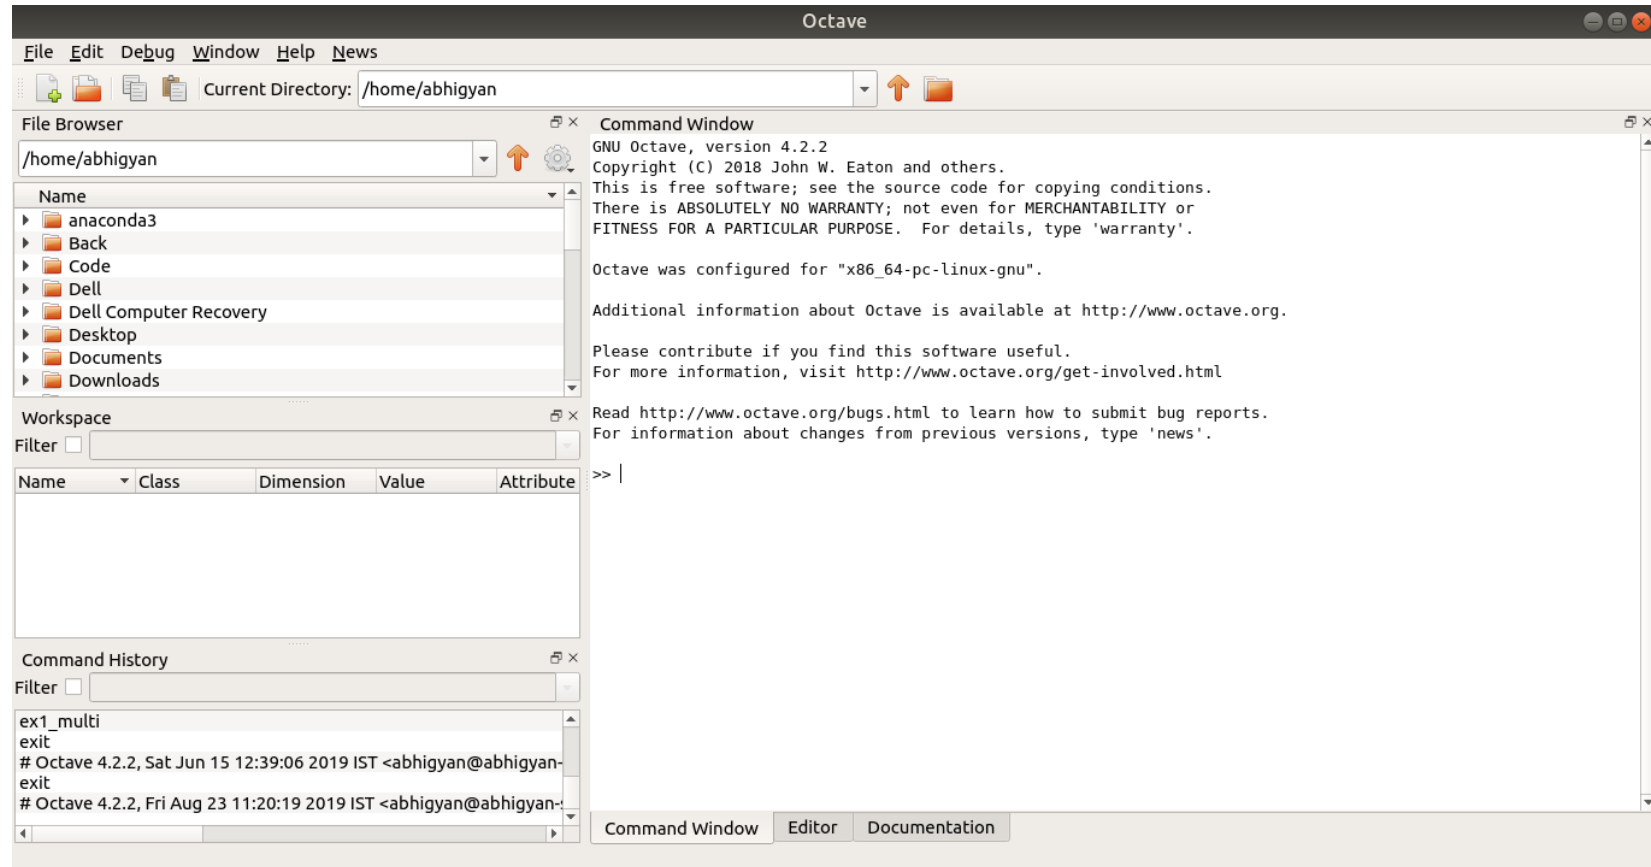 Octave
File Edit Debug Window Help News
Current Directory: /home/abhigyan
File Browser
/home/abhigyan
Name
anaconda3
Back
Code
Dell
Dell Computer Recovery
Desktop
Documents
Downloads
Workspace
Filter
Name Class Dimension Value Attribute
Command History
Filter
ex1_multi
exit
# Octave 4.2.2, Sat Jun 15 12:39:06 2019 IST <abhigyan@abhigyan-
exit
# Octave 4.2.2, Fri Aug 23 11:20:19 2019 IST <abhigyan@abhigyan-
Command Window
GNU Octave, version 4.2.2
Copyright (C) 2018 John W. Eaton and others.
This is free software; see the source code for copying conditions.
There is ABSOLUTELY NO WARRANTY; not even for MERCHANTABILITY or
FITNESS FOR A PARTICULAR PURPOSE.  For details, type 'warranty'.
Octave was configured for "x86_64-pc-linux-gnu".
Additional information about Octave is available at http://www.octave.org.
Please contribute if you find this software useful.
For more information, visit http://www.octave.org/get-involved.html
Read http://www.octave.org/bugs.html to learn how to submit bug reports.
For information about changes from previous versions, type 'news'.
>>
Command Window Editor Documentation